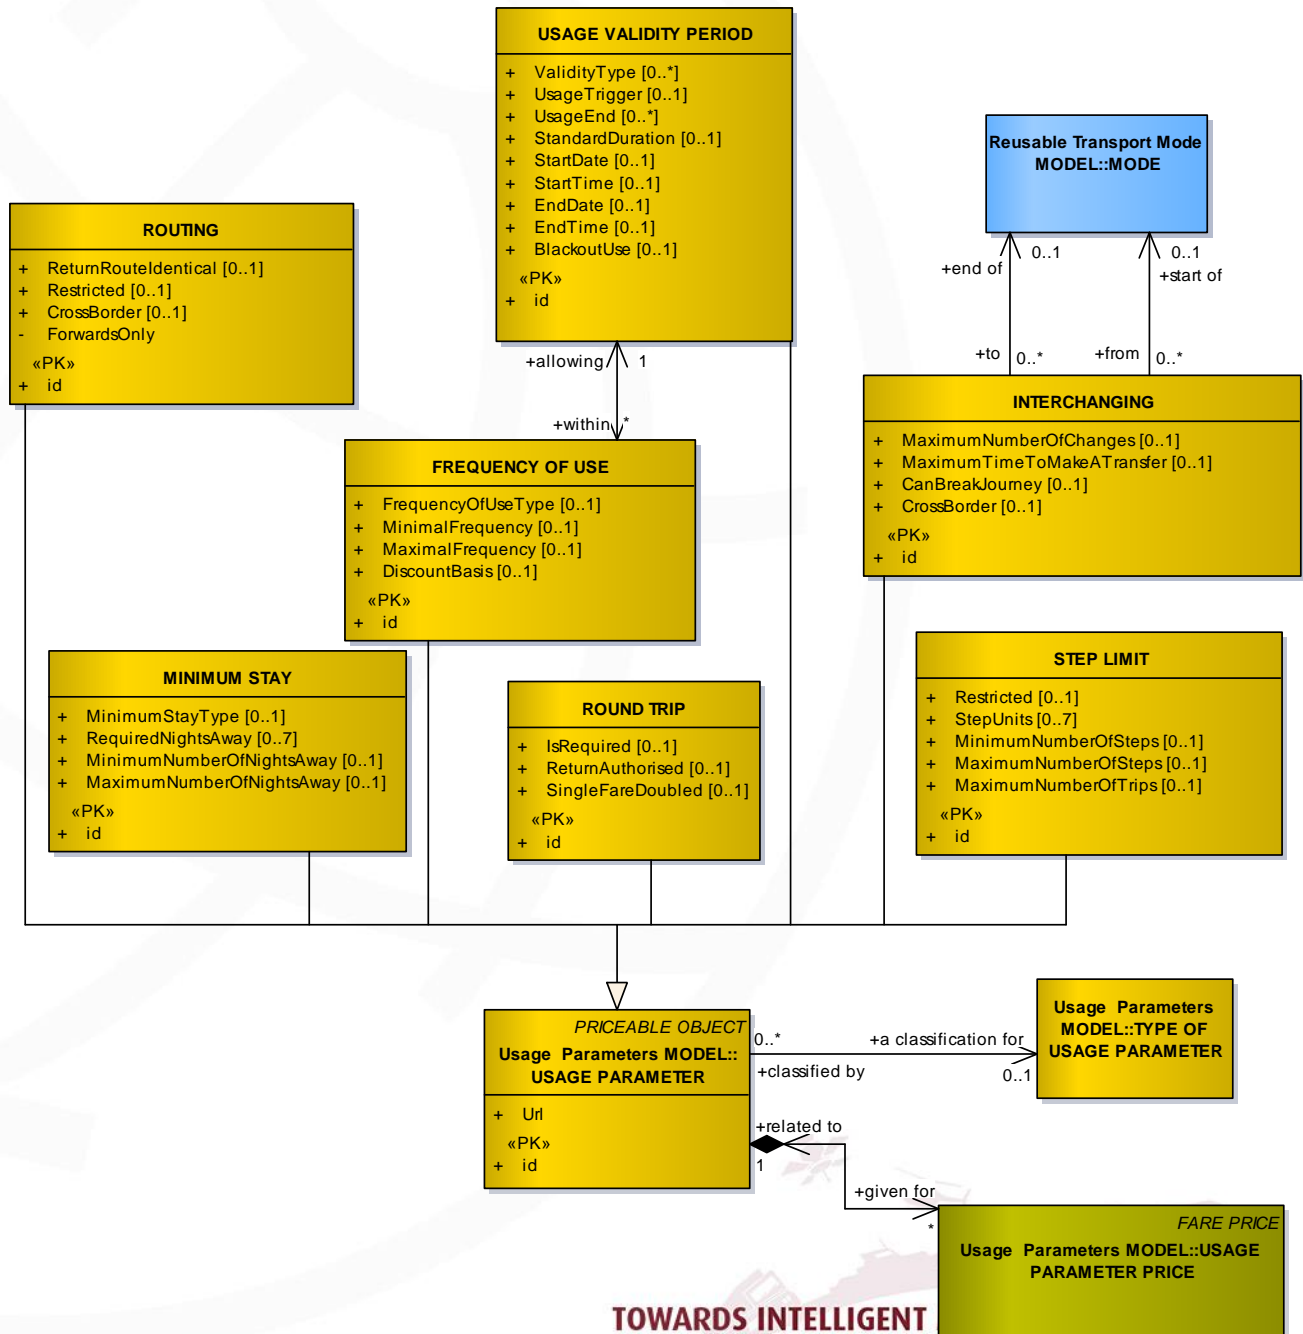 USAGE VALIDITY PERIOD
+ ValidityType [0..*]
+ UsageTrigger [0..1]
+ UsageEnd [0..*]
+ StandardDuration [0..1]
+ StartDate [0..1]
+ StartTime [0..1]
+ EndDate [0..1]
+ EndTime [0..1]
+ BlackoutUse [0..1]
«PK»
+ id
Reusable Transport Mode
MODEL::MODE
ROUTING
+ ReturnRouteIdentical [0..1]
+ Restricted [0..1]
+ CrossBorder [0..1]
- ForwardsOnly
«PK»
+ id
+end of
0..1
0..1
+start of
+to
0..*
+from
0..*
+allowing
1
+within
*
INTERCHANGING
+ MaximumNumberOfChanges [0..1]
+ MaximumTimeToMakeATransfer [0..1]
+ CanBreakJourney [0..1]
+ CrossBorder [0..1]
«PK»
+ id
FREQUENCY OF USE
+ FrequencyOfUseType [0..1]
+ MinimalFrequency [0..1]
+ MaximalFrequency [0..1]
+ DiscountBasis [0..1]
«PK»
+ id
MINIMUM STAY
+ MinimumStayType [0..1]
+ RequiredNightsAway [0..7]
+ MinimumNumberOfNightsAway [0..1]
+ MaximumNumberOfNightsAway [0..1]
«PK»
+ id
ROUND TRIP
+ IsRequired [0..1]
+ ReturnAuthorised [0..1]
+ SingleFareDoubled [0..1]
«PK»
+ id
STEP LIMIT
+ Restricted [0..1]
+ StepUnits [0..7]
+ MinimumNumberOfSteps [0..1]
+ MaximumNumberOfSteps [0..1]
+ MaximumNumberOfTrips [0..1]
«PK»
+ id
PRICEABLE OBJECT
Usage Parameters MODEL::
USAGE PARAMETER
+ Url
«PK»
+ id
0..*
+a classification for
+classified by
0..1
Usage Parameters
MODEL::TYPE OF
USAGE PARAMETER
+related to
1
+given for
*
FARE PRICE
Usage Parameters MODEL::USAGE
PARAMETER PRICE
TOWARDS INTELLIGENT